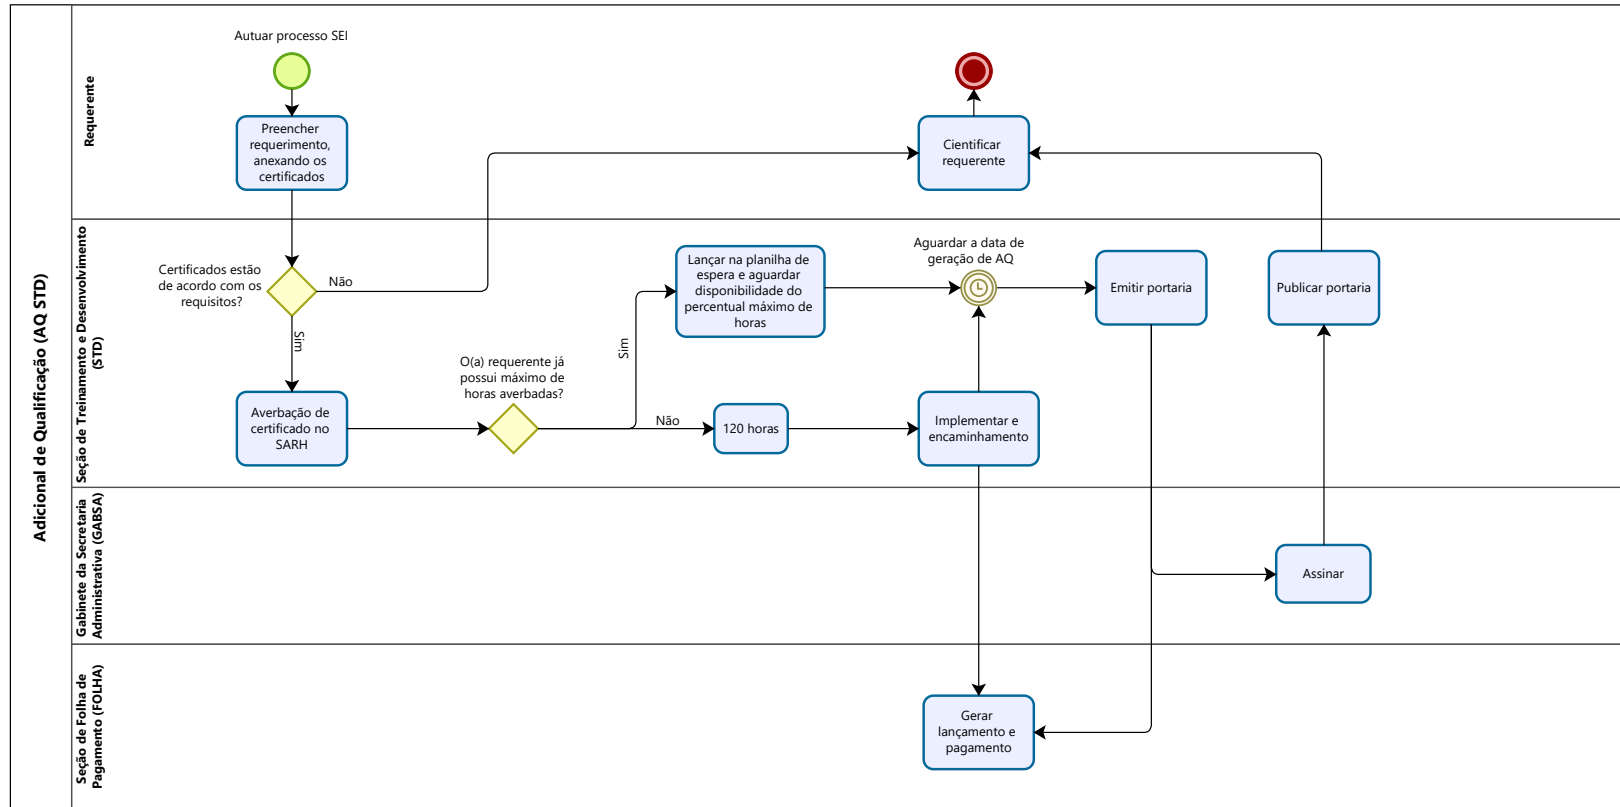 Adicional de Qualificação (AQ STD)
Requerente
Autuar processo SEI
Preencher
requerimento,
anexando os
certificados
Cientificar
requerente
Seção de Treinamento e Desenvolvimento
(STD)
Certificados estão
de acordo com os
requisitos?
Não
Sim
Averbação de
certificado no
SARH
O(a) requerente já
possui máximo de
horas averbadas?
Sim
Não
Lançar na planilha de
espera e aguardar
disponibilidade do
percentual máximo de
horas
120 horas
Aguardar a data de
geração de AQ
Implementar e
encaminhamento
Emitir portaria
Publicar portaria
Gabinete da Secretaria
Administrativa (GABSA)
Assinar
Seção de Folha de
Pagamento (FOLHA)
Gerar
lançamento e
pagamento